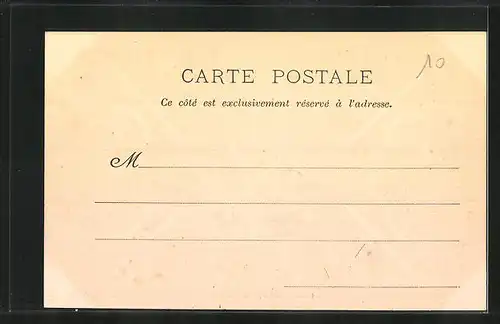 10
CARTE POSTALE
Ce côté est exclusivement réservé à l'adresse.
M